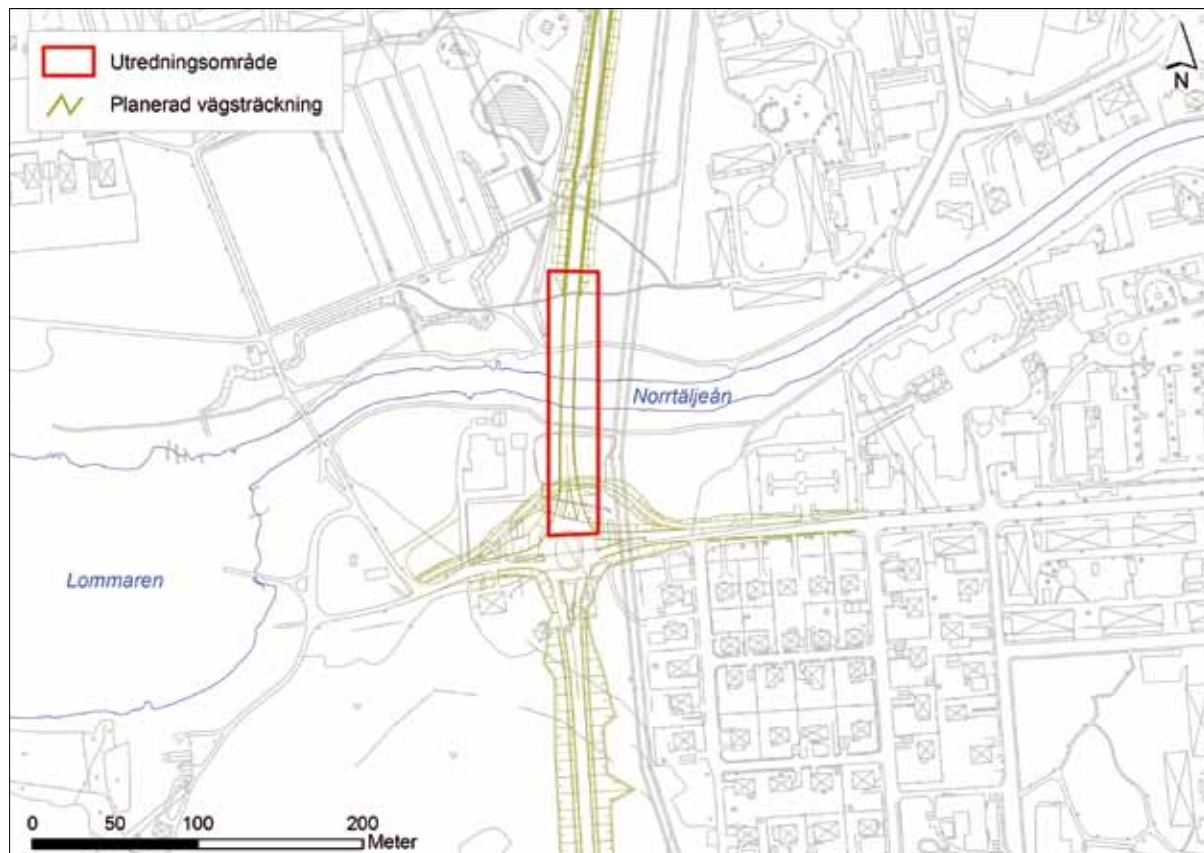 Utredningsområde
Planerad vägsträckning
N
Norrtäljeån
Lommaren
0 50 100 200
Meter